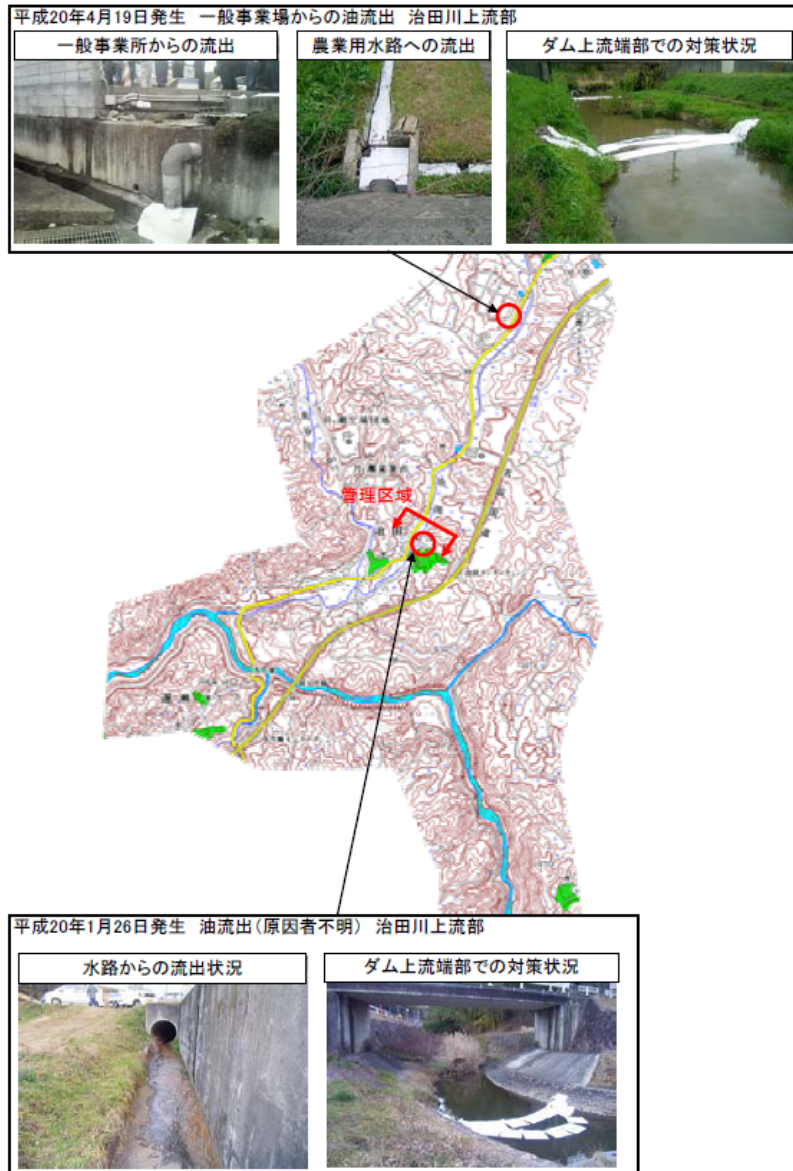 平成20年4月19日発生　一般事業場からの油流出　治田川上流部
一般事業所からの流出
農業用水路への流出
ダム上流端部での対策状況
管理区域
平成20年1月26日発生　油流出(原因者不明)　治田川上流部
水路からの流出状況
ダム上流端部での対策状況